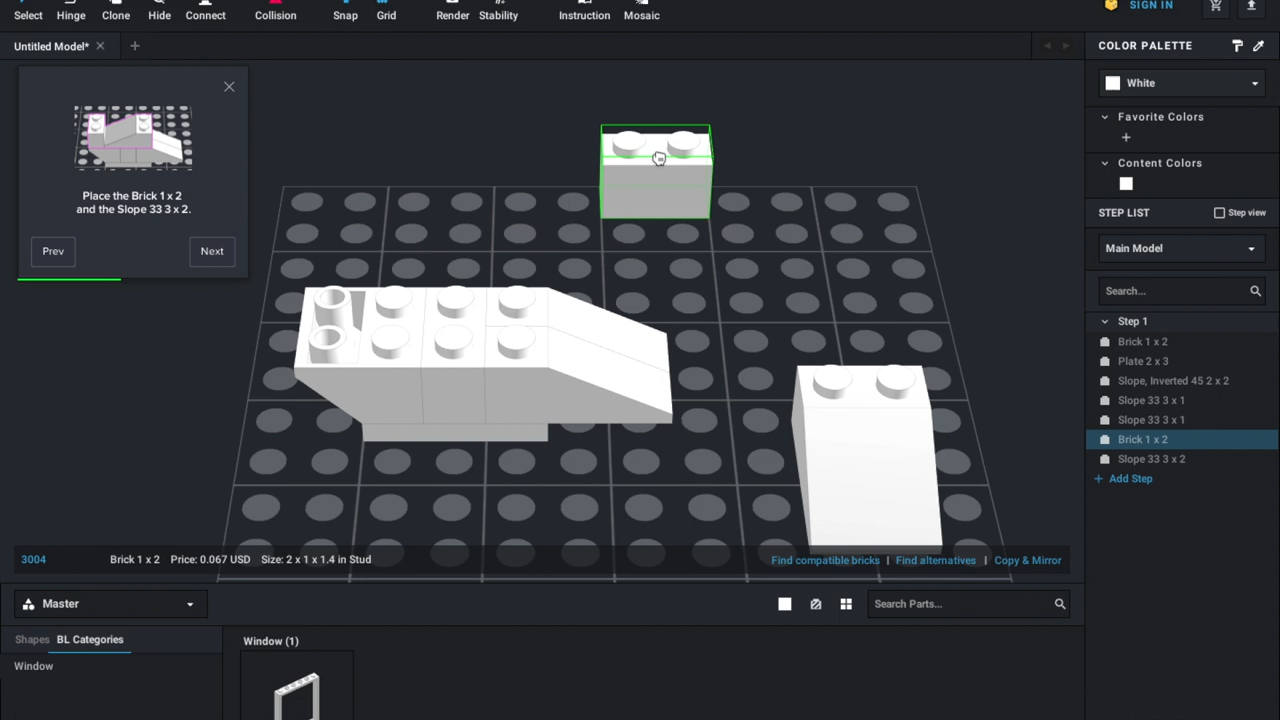 Select Hinge Clone Hide Connect Collision Snap Grid Render Stability Instruction Mosaic SIGN IN
Untitled Model*
COLOR PALETTE
White
Favorite Colors
Content Colors
STEP LIST
Step view
Main Model
Search...
Step 1
Brick 1 x 2
Plate 2 x 3
Slope, Inverted 45 2 x 2
Slope 33 3 x 1
Slope 33 3 x 1
Brick 1 x 2
Slope 33 3 x 2
Add Step
Place the Brick 1 x 2
and the Slope 33 3 x 2.
Prev Next
3004 Brick 1 x 2 Price: 0.067 USD Size: 2 x 1 x 1.4 in Stud
Find compatible bricks | Find alternatives | Copy & Mirror
Master
Search Parts...
Shapes BL Categories
Window (1)
Window